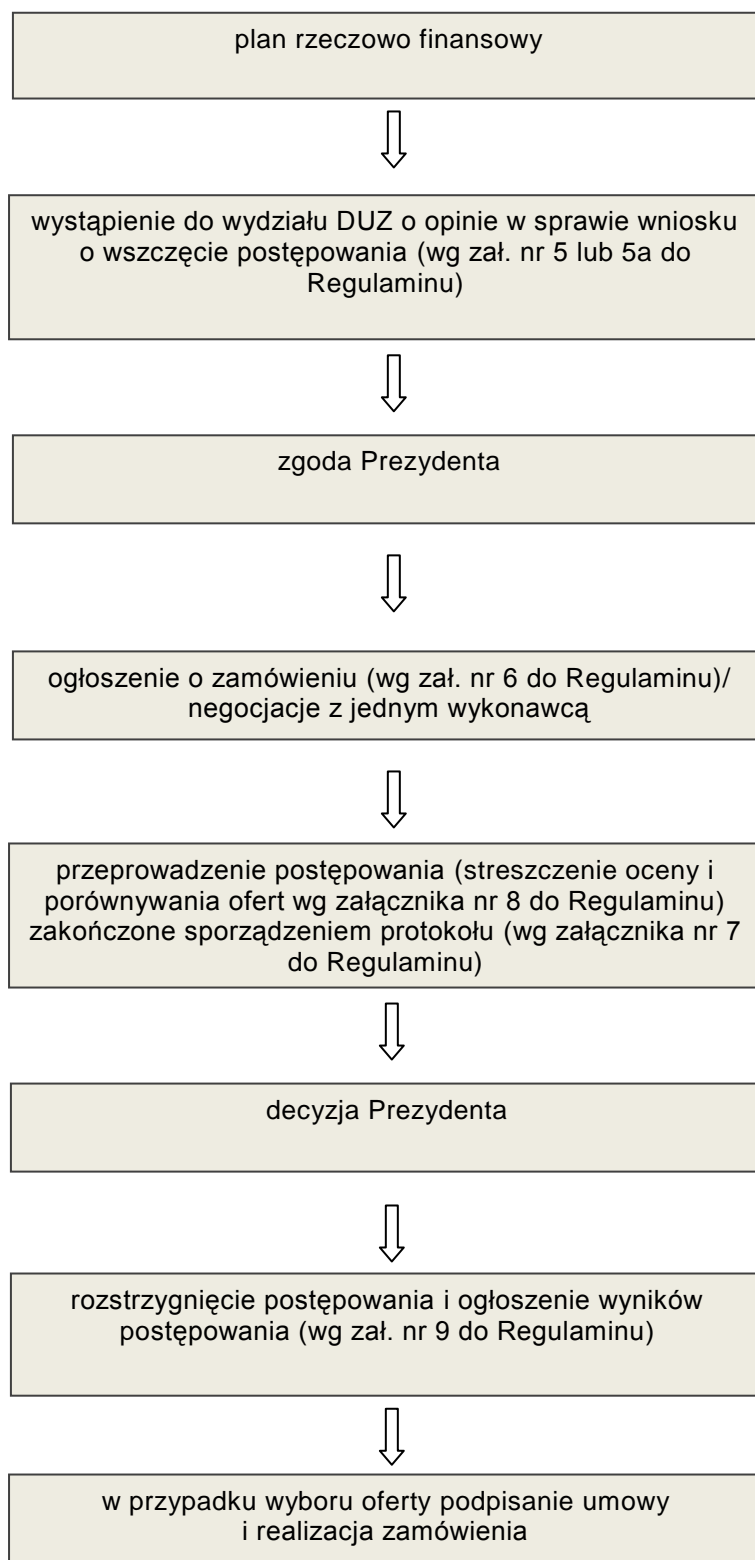 plan rzeczowo finansowy
wystąpienie do wydziału DUZ o opinie w sprawie wniosku
o wszczęcie postępowania (wg zał. nr 5 lub 5a do
Regulaminu)
zgoda Prezydenta
ogłoszenie o zamówieniu (wg zał. nr 6 do Regulaminu)/
negocjacje z jednym wykonawcą
przeprowadzenie postępowania (streszczenie oceny i
porównywania ofert wg załącznika nr 8 do Regulaminu)
zakończone sporządzeniem protokołu (wg załącznika nr 7
do Regulaminu)
decyzja Prezydenta
rozstrzygnięcie postępowania i ogłoszenie wyników
postępowania (wg zał. nr 9 do Regulaminu)
w przypadku wyboru oferty podpisanie umowy
i realizacja zamówienia